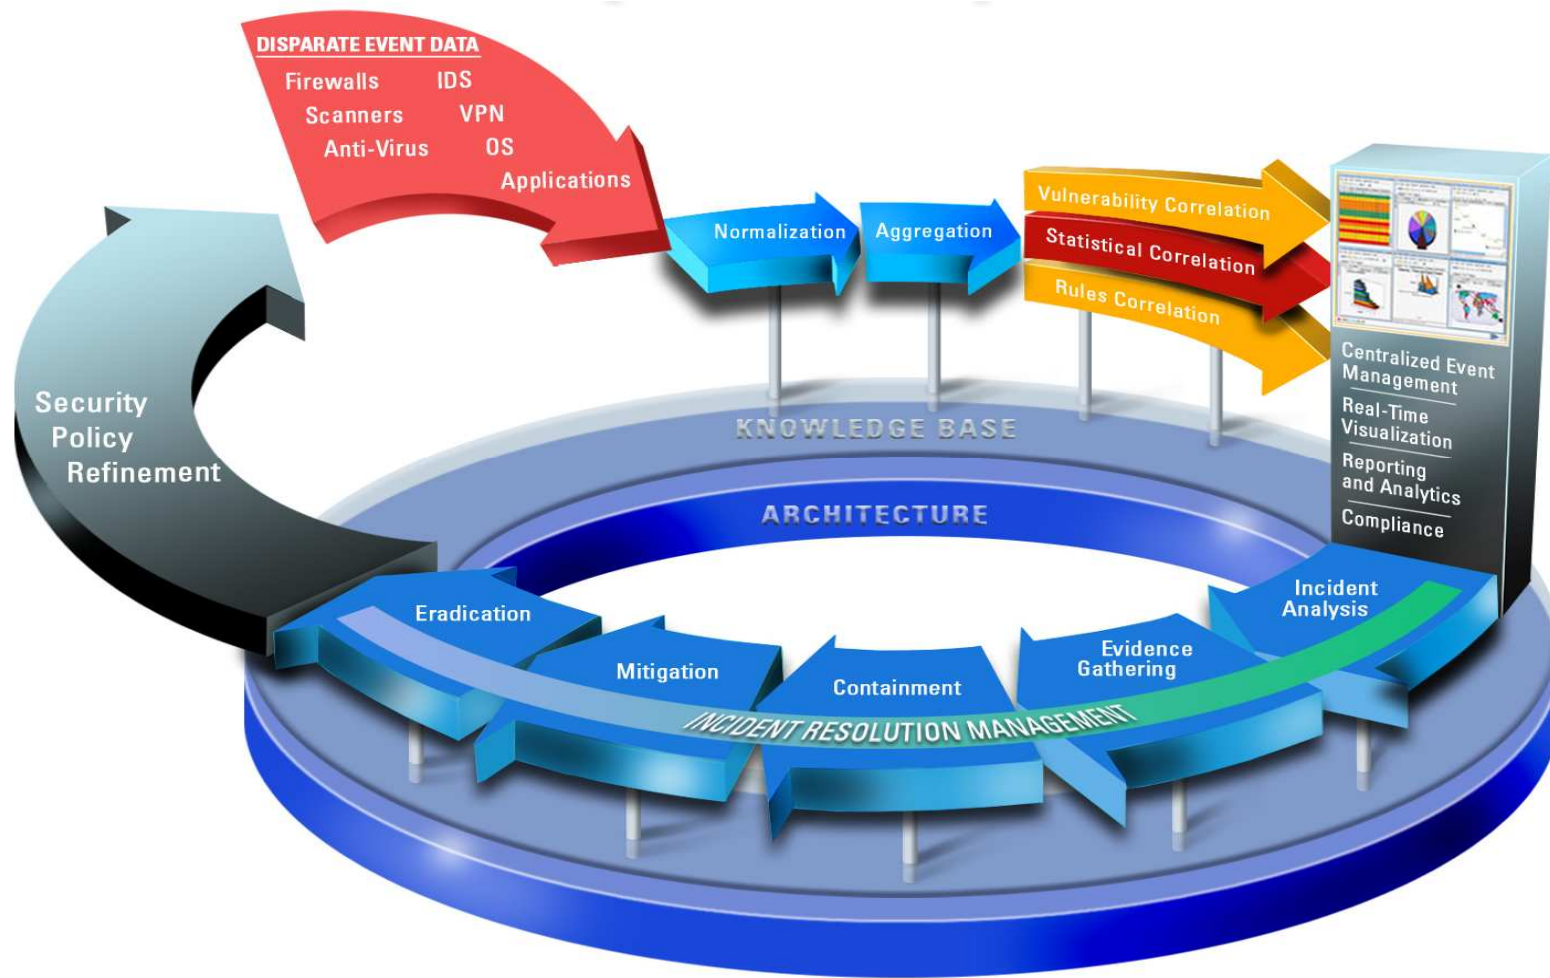 DISPARATE EVENT DATA
Firewalls IDS
Scanners VPN
Anti-Virus OS
Applications
Normalization
Aggregation
Vulnerability Correlation
Statistical Correlation
Rules Correlation
Centralized Event
Management
Real-Time
Visualization
Reporting
and Analytics
Compliance
Security
Policy
Refinement
KNOWLEDGE BASE
ARCHITECTURE
Incident
Analysis
Evidence
Gathering
Containment
Mitigation
Eradication
INCIDENT RESOLUTION MANAGEMENT